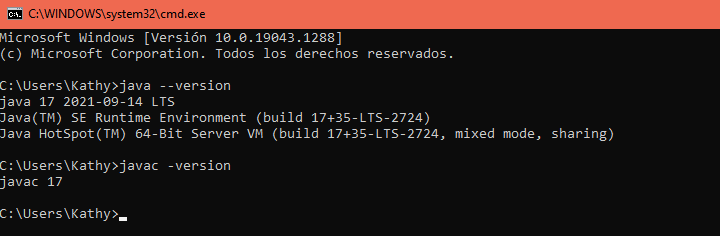 C:\WINDOWS\system32\cmd.exe
Microsoft Windows [Versión 10.0.19043.1288]
(c) Microsoft Corporation. Todos los derechos reservados.
C:\Users\Kathy>java --version
java 17 2021-09-14 LTS
Java(TM) SE Runtime Environment (build 17+35-LTS-2724)
Java HotSpot(TM) 64-Bit Server VM (build 17+35-LTS-2724, mixed mode, sharing)
C:\Users\Kathy>javac -version
javac 17
C:\Users\Kathy>